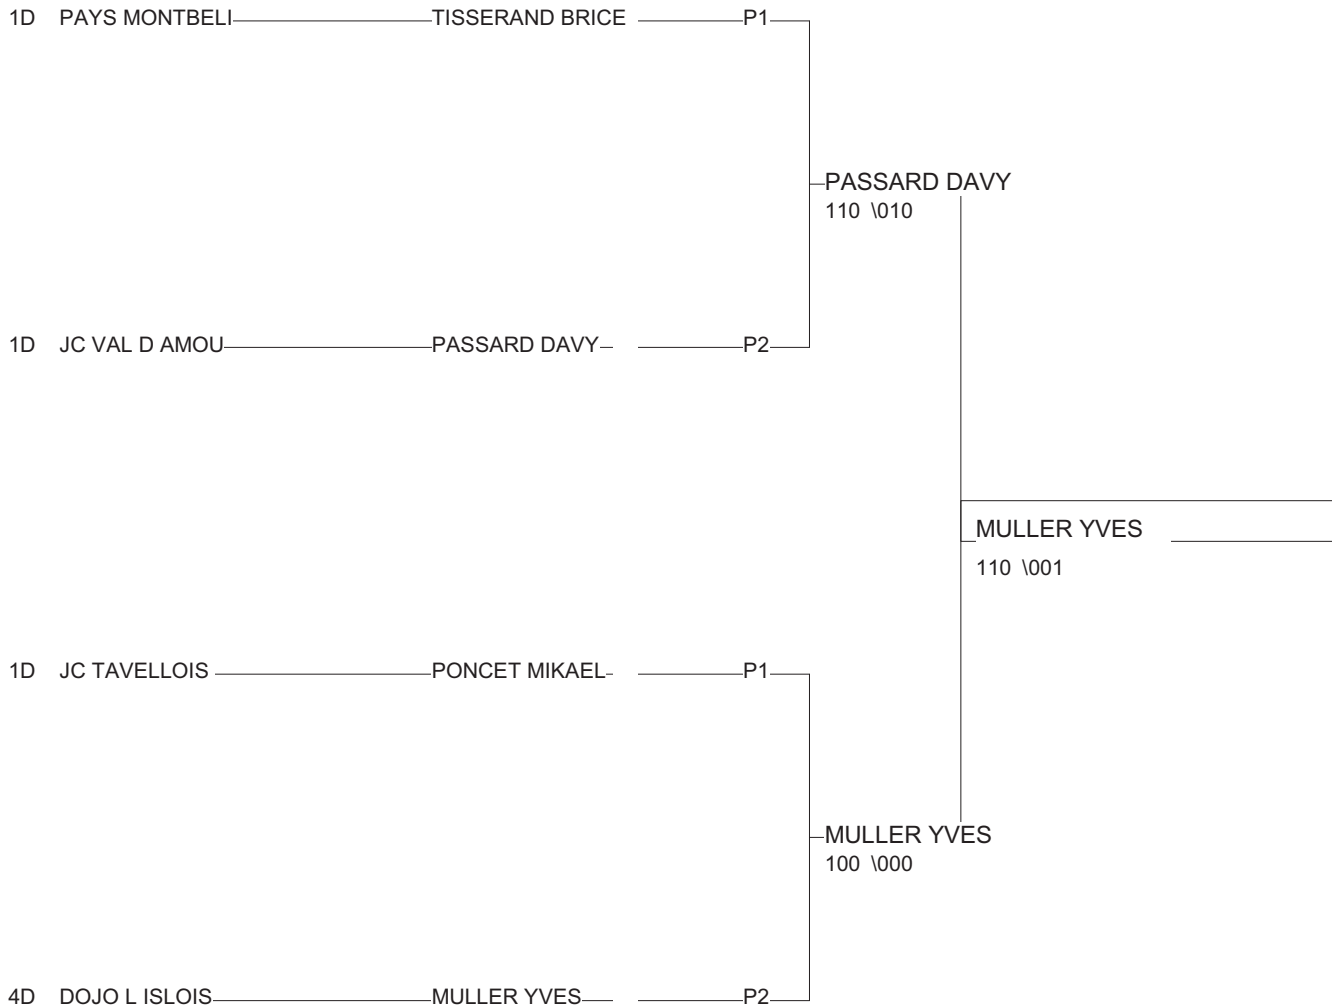 1D PAYS MONTBELI TISSERAND BRICE P1
PASSARD DAVY
110 \010
1D JC VAL D AMOU PASSARD DAVY P2
MULLER YVES
110 \001
1D JC TAVELLOIS PONCET MIKAEL P1
MULLER YVES
100 \000
4D DOJO L ISLOIS MULLER YVES P2